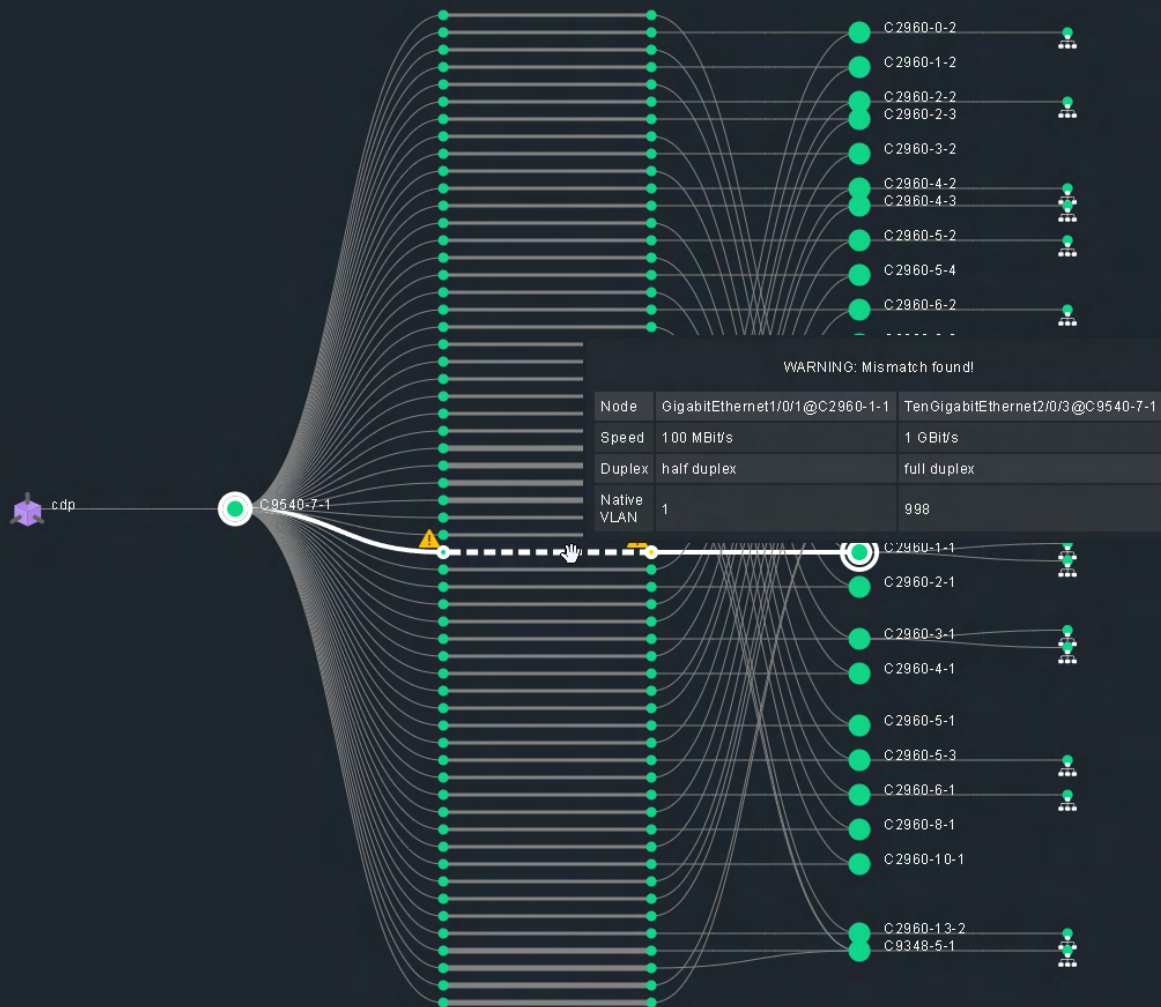 C2960-0-2
C2960-1-2
C2960-2-2
C2960-2-3
C2960-3-2
C2960-4-2
C2960-4-3
C2960-5-2
C2960-5-4
C2960-6-2
WARNING: Mismatch found!
Node GigabitEthernet1/0/1@C2960-1-1 TenGigabitEthernet2/0/3@C9540-7-1
Speed 100 MBit/s 1 GBit/s
Duplex half duplex full duplex
Native
VLAN 1 998
cdp
C9540-7-1
C2960-1-1
C2960-2-1
C2960-3-1
C2960-4-1
C2960-5-1
C2960-5-3
C2960-6-1
C2960-8-1
C2960-10-1
C2960-13-2
C9348-5-1